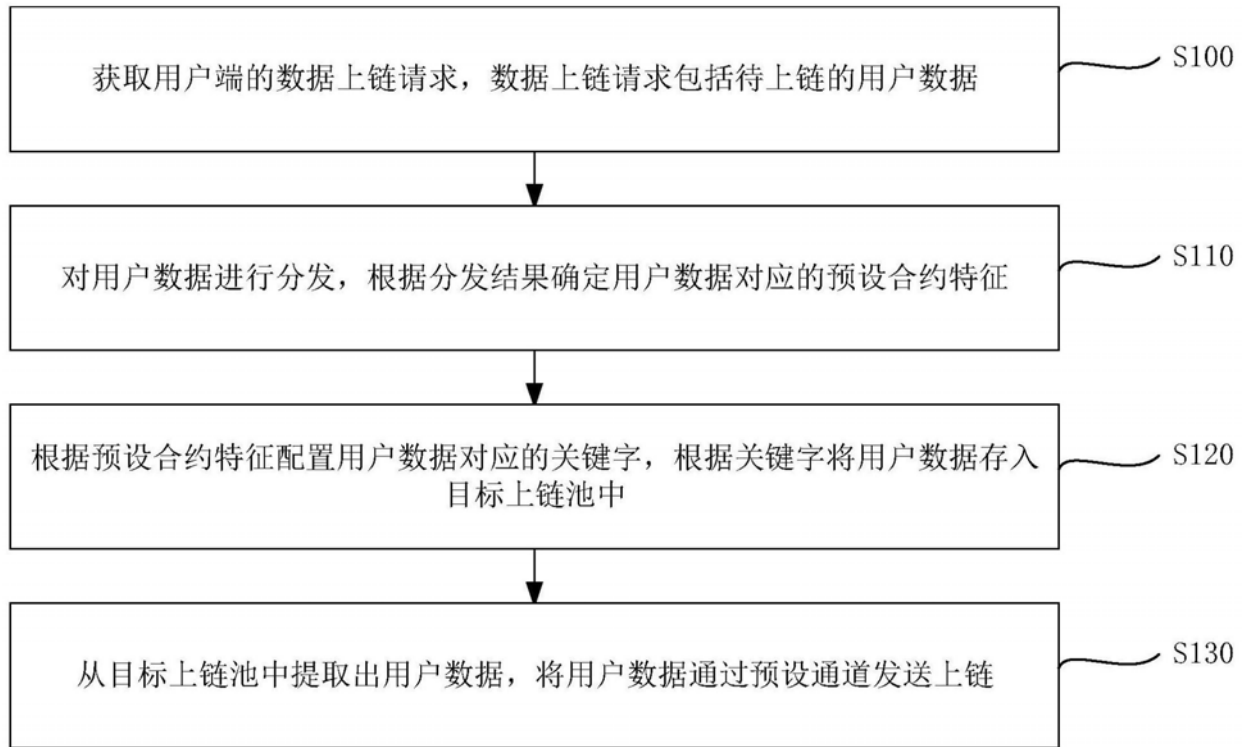 获取用户端的数据上链请求，数据上链请求包括待上链的用户数据
S100
对用户数据进行分发，根据分发结果确定用户数据对应的预设合约特征
S110
根据预设合约特征配置用户数据对应的关键字，根据关键字将用户数据存入
目标上链池中
S120
从目标上链池中提取出用户数据，将用户数据通过预设通道发送上链
S130